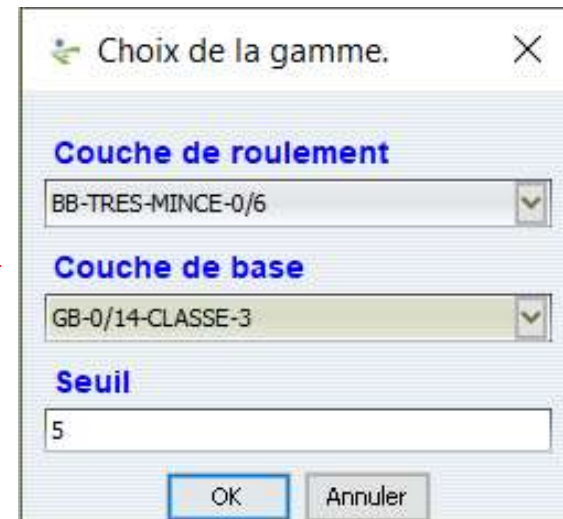 Choix de la gamme.
Couche de roulement
BB-TRES-MINCE-0/6
Couche de base
GB-0/14-CLASSE-3
Seuil
5
OK Annuler